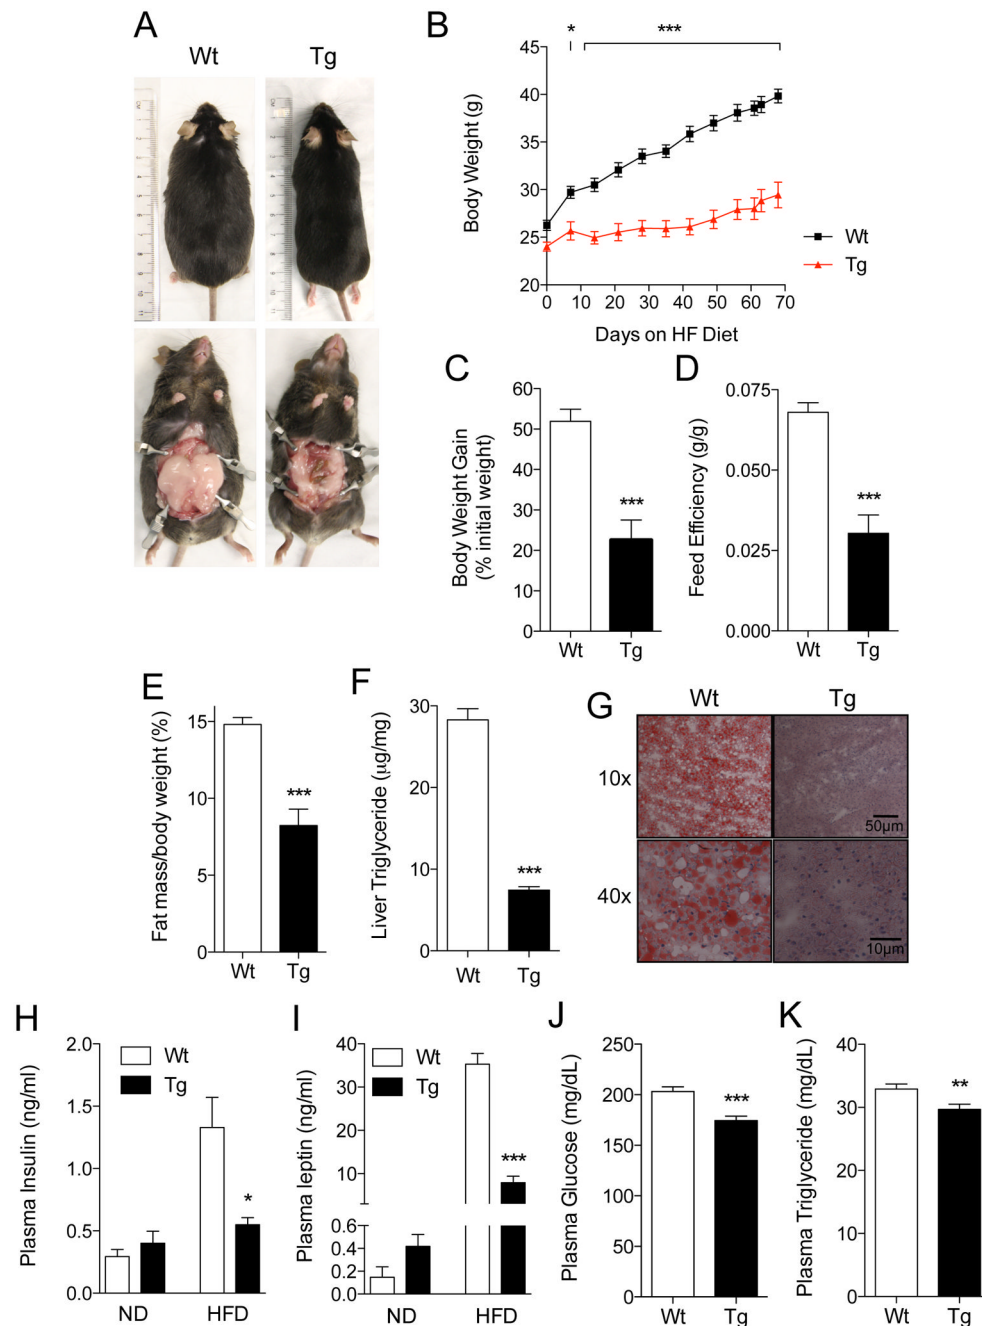 A
Wt
Tg
B
*
***
Body Weight (g)
45
40
35
30
25
20
0
10
20
30
40
50
60
70
Days on HF Diet
Wt
Tg
C
Body Weight Gain
(% initial weight)
60
50
40
30
20
10
0
***
Wt
Tg
D
Feed Efficiency (g/g)
0.075
0.050
0.025
0.000
***
Wt
Tg
E
Fat mass/body weight (%)
15
10
5
0
***
Wt
Tg
F
Liver Triglyceride (µg/mg)
30
20
10
0
***
Wt
Tg
G
Wt
Tg
10x
50µm
40x
10µm
H
Plasma Insulin (ng/ml)
2.0
1.5
1.0
0.5
0.0
Wt
Tg
*
ND
HFD
I
Plasma leptin (ng/ml)
40
30
20
10
0.6
0.4
0.2
0.0
Wt
Tg
***
ND
HFD
J
Plasma Glucose (mg/dL)
250
200
150
100
50
0
***
Wt
Tg
K
Plasma Triglyceride (mg/dL)
40
30
20
10
0
**
Wt
Tg